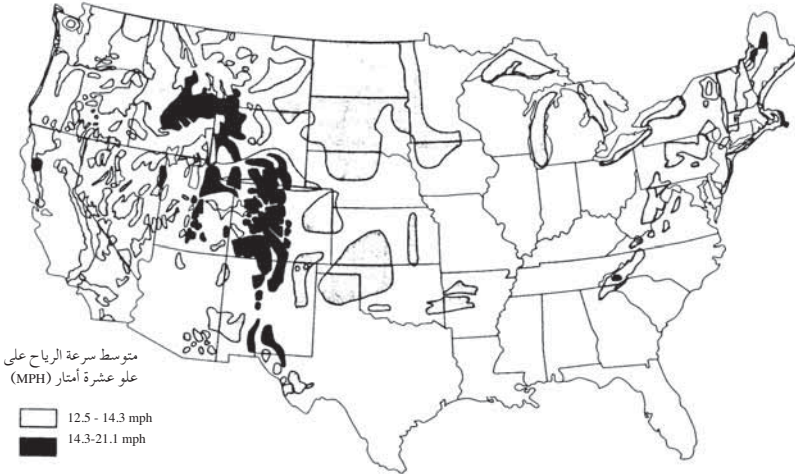 متوسط سرعة الرياح على
علو عشرة أمتار (MPH)
12.5 - 14.3 mph
14.3-21.1 mph